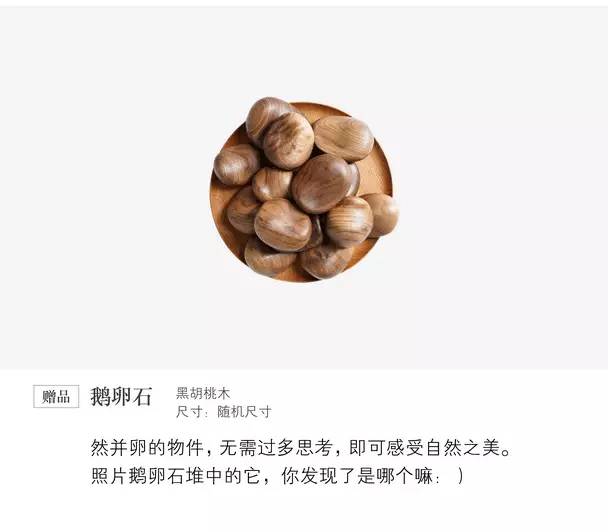 赠品
鹅卵石
黑胡桃木
尺寸：随机尺寸
然并卵的物件，无需过多思考，即可感受自然之美。
照片鹅卵石堆中的它，你发现了是哪个嘛：）